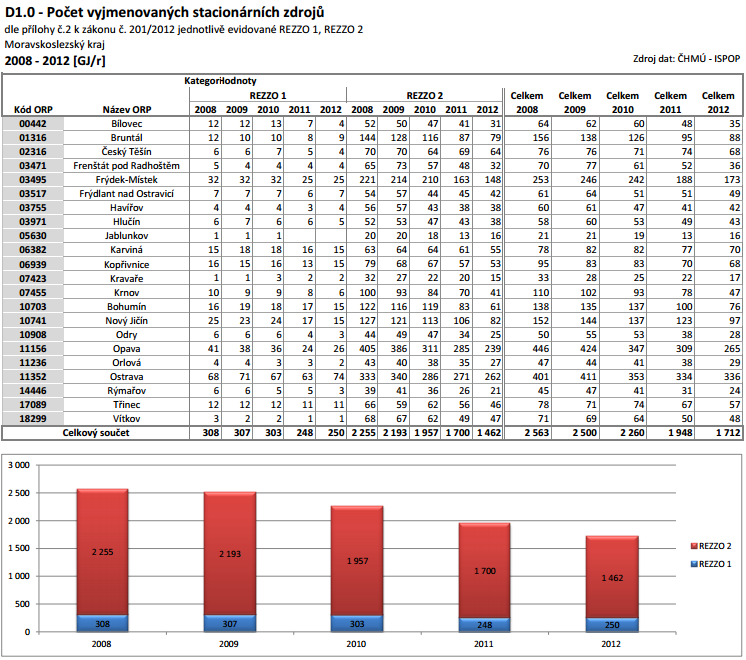 D1.0 - Počet vyjmenovaných stacionárních zdrojů
dle přílohy č.2 k zákonu č. 201/2012 jednotlivě evidované REZZO 1, REZZO 2
Moravskoslezský kraj
2008 - 2012 [GJ/r] Zdroj dat: ČHMÚ - ISPOP
Kategorie Hodnoty
REZZO 1 REZZO 2 Celkem Celkem Celkem Celkem Celkem
Kód ORP Název ORP 2008 2009 2010 2011 2012 2008 2009 2010 2011 2012 2008 2009 2010 2011 2012
00442 Bílovec 12 12 13 7 4 52 50 47 41 31 64 62 60 48 35
01316 Bruntál 12 10 10 8 9 144 128 116 87 79 156 138 126 95 88
02316 Český Těšín 6 6 7 5 4 70 70 64 69 64 76 76 71 74 68
03471 Frenštát pod Radhoštěm 5 4 4 4 4 65 73 57 48 32 70 77 61 52 36
03495 Frýdek-Místek 32 32 32 25 25 221 214 210 163 148 253 246 242 188 173
03517 Frýdlant nad Ostravicí 7 7 7 6 7 54 57 44 45 42 61 64 51 51 49
03755 Havířov 4 4 4 3 4 56 57 43 38 38 60 61 47 41 42
03971 Hlučín 6 7 6 6 5 52 53 47 43 38 58 60 53 49 43
05630 Jablunkov 1 1 1 20 20 18 13 16 21 21 19 13 16
06382 Karviná 15 18 18 16 15 63 64 64 61 55 78 82 82 77 70
06939 Kopřivnice 16 15 16 13 15 79 68 67 57 53 95 83 83 70 68
07423 Kravaře 1 1 3 2 2 32 27 22 20 15 33 28 25 22 17
07455 Krnov 10 9 9 8 6 100 93 84 70 41 110 102 93 78 47
10703 Bohumín 16 19 18 17 15 122 116 119 83 61 138 135 137 100 76
10741 Nový Jičín 25 23 24 17 15 127 121 113 106 82 152 144 137 123 97
10908 Odry 6 6 6 4 3 44 49 47 34 25 50 55 53 38 28
11156 Opava 41 38 36 24 26 405 386 311 285 239 446 424 347 309 265
11236 Orlová 4 4 3 3 2 43 40 38 35 27 47 44 41 38 29
11352 Ostrava 68 71 67 63 74 333 340 286 271 262 401 411 353 334 336
14446 Rýmařov 6 6 5 5 3 39 41 36 26 21 45 47 41 31 24
17089 Třinec 12 12 12 11 11 66 59 62 56 46 78 71 74 67 57
18299 Vítkov 3 2 2 1 1 68 67 62 49 47 71 69 64 50 48
Celkový součet 308 307 303 248 250 2 255 2 193 1 957 1 700 1 462 2 563 2 500 2 260 1 948 1 712
3 000
2 500
2 000
1 500
1 000
500
0
2 255 2 193 1 957 1 700 1 462
308 307 303 248 250
2008 2009 2010 2011 2012
REZZO 2
REZZO 1